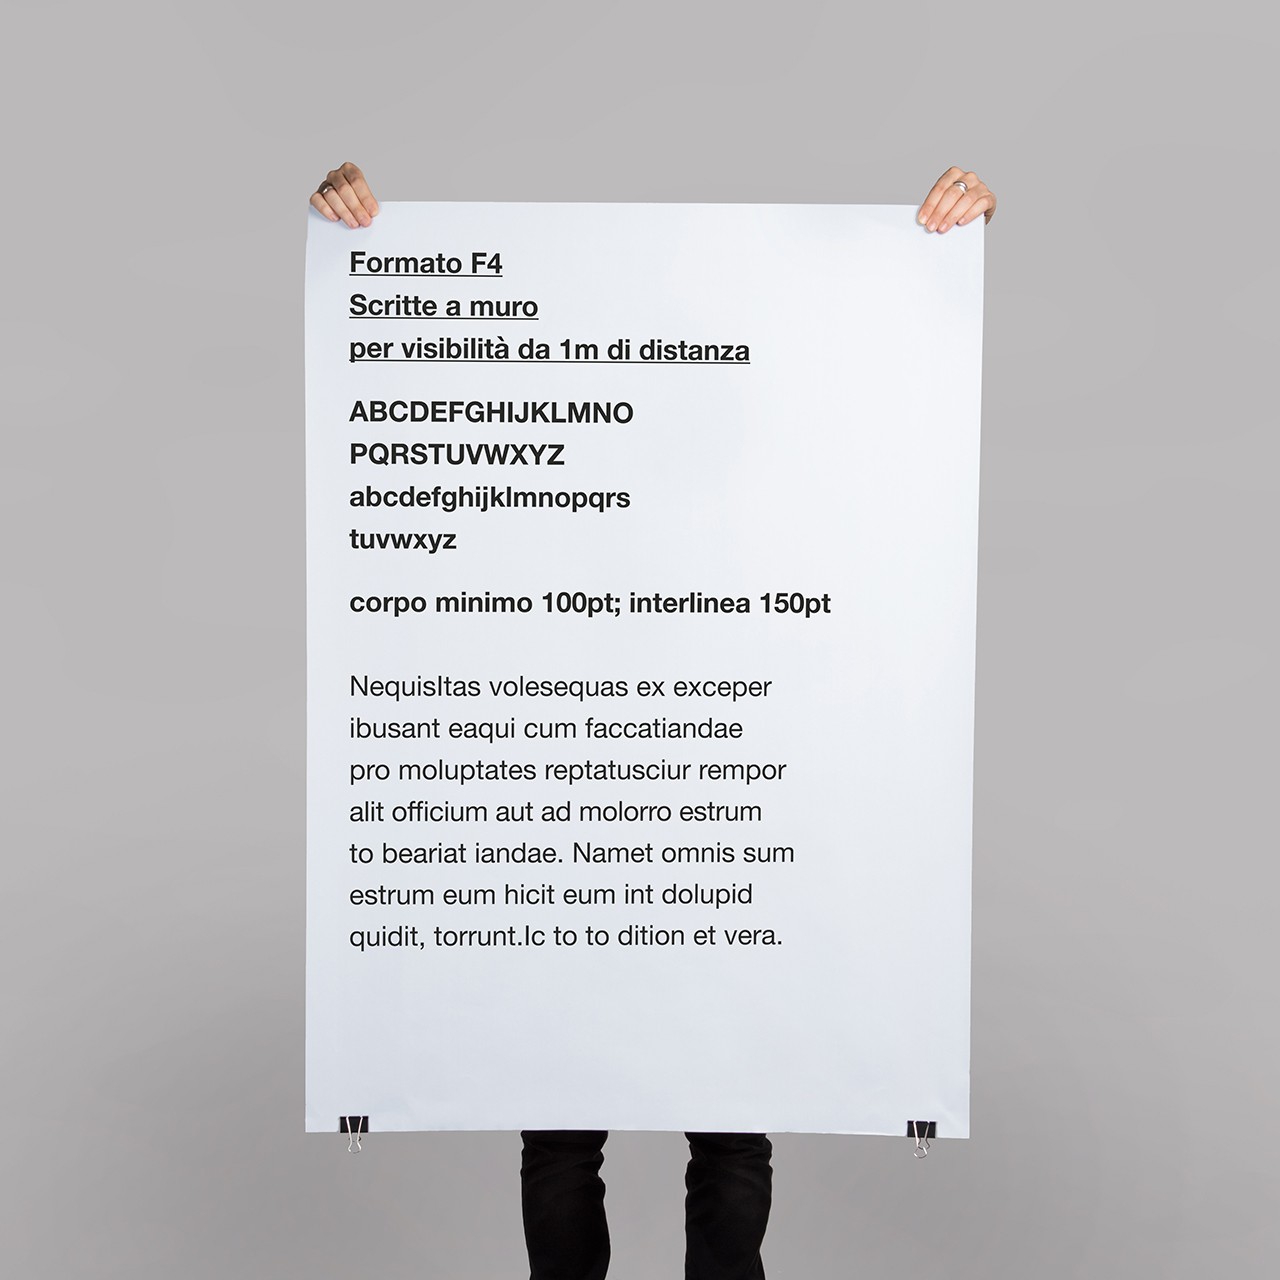 Formato F4
Scritte a muro
per visibilità da 1m di distanza
ABCDEFGHIJKLMNO
PQRSTUVWXYZ
abcdefghijklmnopqrs
tuvwxyz
corpo minimo 100pt; interlinea 150pt
NequisItas volesequas ex exceper
ibusant eaqui cum faccatiandae
pro moluptates reptatusciur rempor
alit officium aut ad molorro estrum
to beariat iandae. Namet omnis sum
estrum eum hicit eum int dolupid
quidit, torrunt.Ic to to dition et vera.